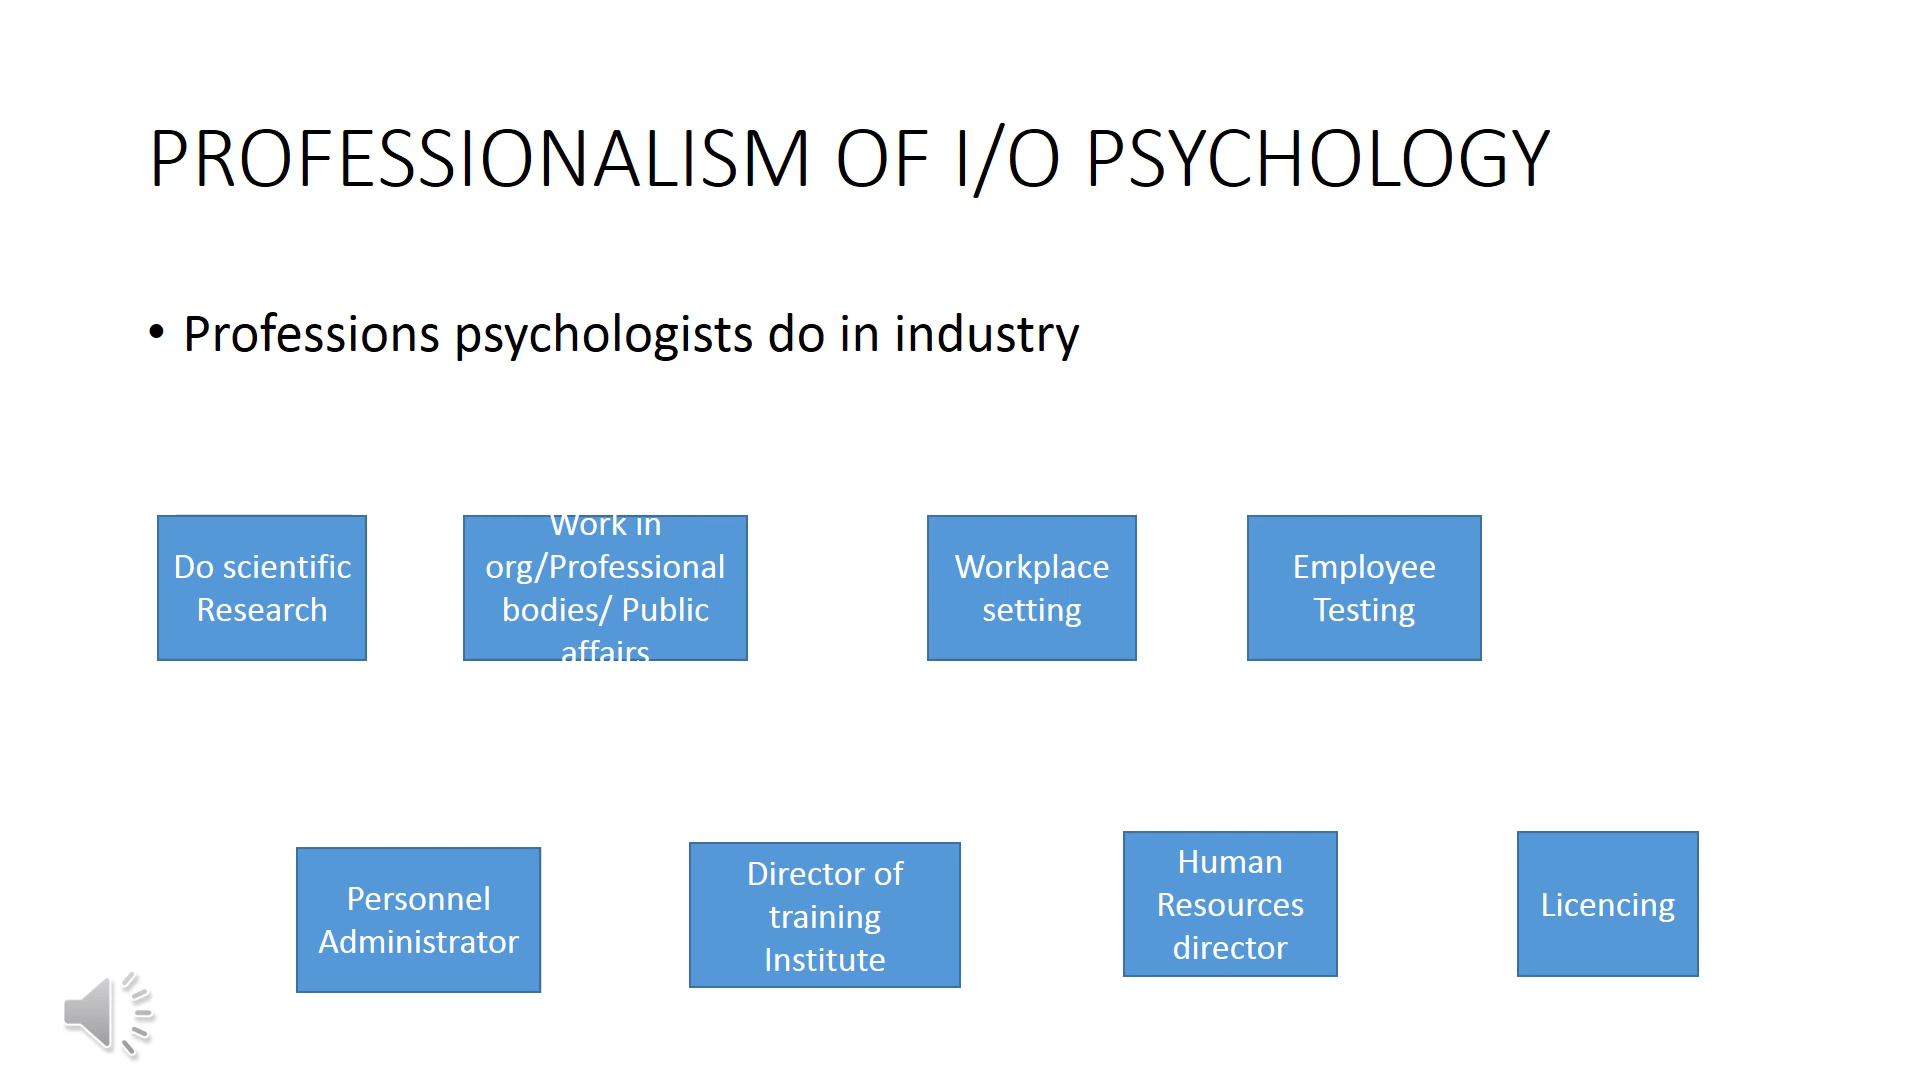 PROFESSIONALISM OF I/O PSYCHOLOGY
• Professions psychologists do in industry
Do scientific
Research
Work in
org/Professional
bodies/ Public
affairs
Workplace
setting
Employee
Testing
Personnel
Administrator
Director of
training
Institute
Human
Resources
director
Licencing